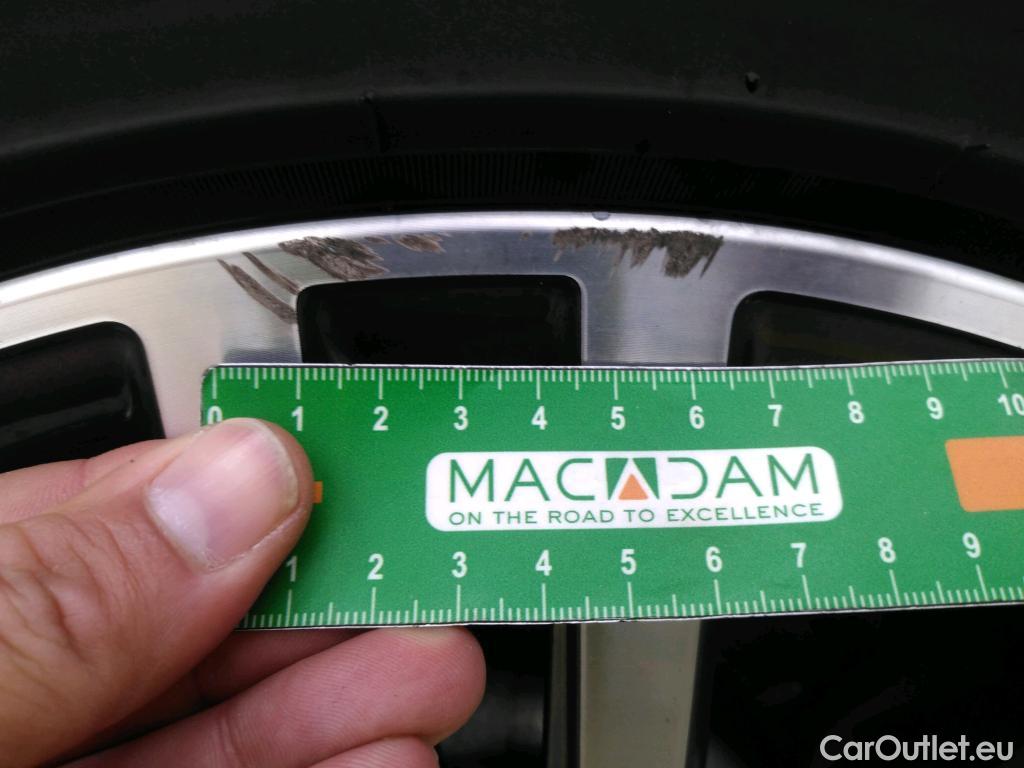 0 1 2 3 4 5 6 7 8 9 10
MACADAM
ON THE ROAD TO EXCELLENCE
1 2 3 4 5 6 7 8 9
CarOutlet.eu